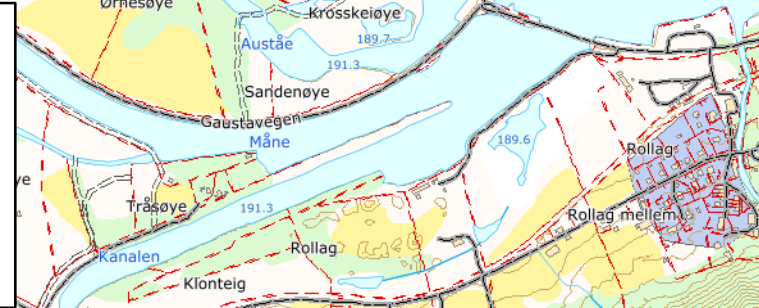 Ørnesøye
Krosskeiøye
Auståe
189.7
191.3
Sandenøye
Gaustavegen
Måne
189.6
Rollag
ye
Tråsøye
191.3
Rollag mellem
Rollag
Kanalen
Klonteig